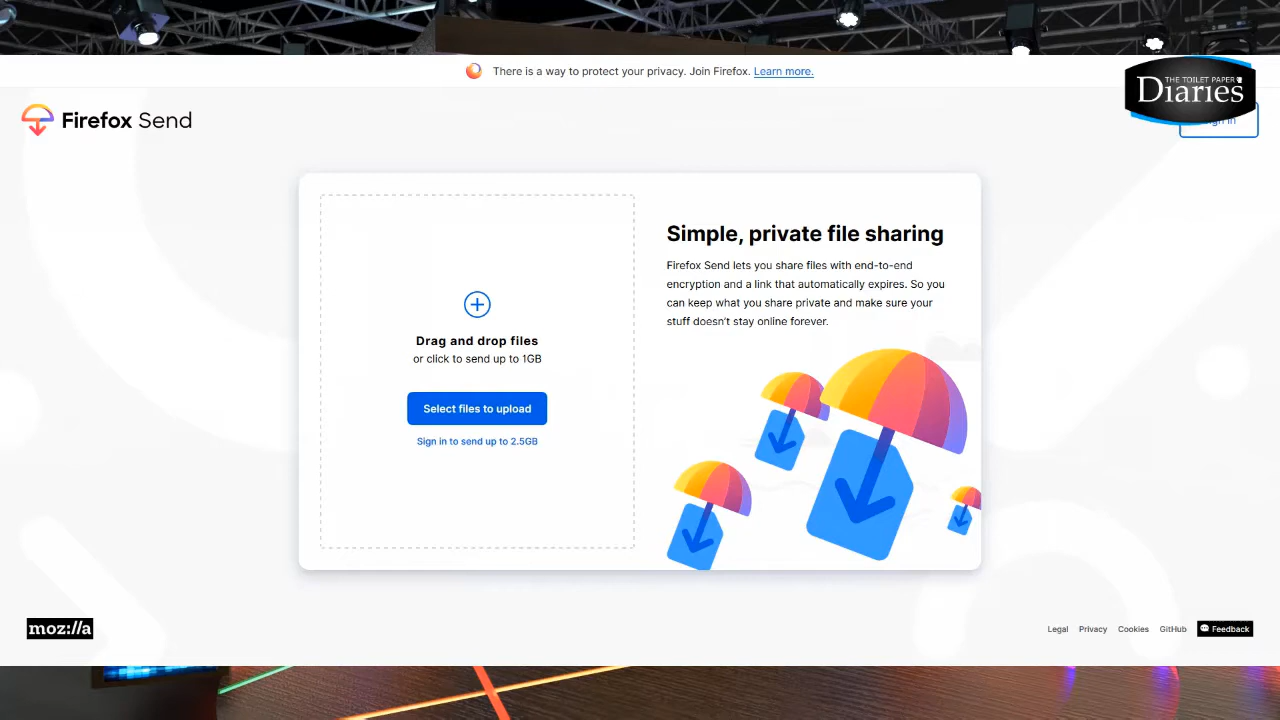 There is a way to protect your privacy. Join Firefox. Learn more.
THE TOILET PAPER
Diaries
Firefox Send
Simple, private file sharing
Firefox Send lets you share files with end-to-end
encryption and a link that automatically expires. So you
can keep what you share private and make sure your
stuff doesn’t stay online forever.
Drag and drop files
or click to send up to 1GB
Select files to upload
Sign in to send up to 2.5GB
moz://a
Legal Privacy Cookies GitHub Feedback